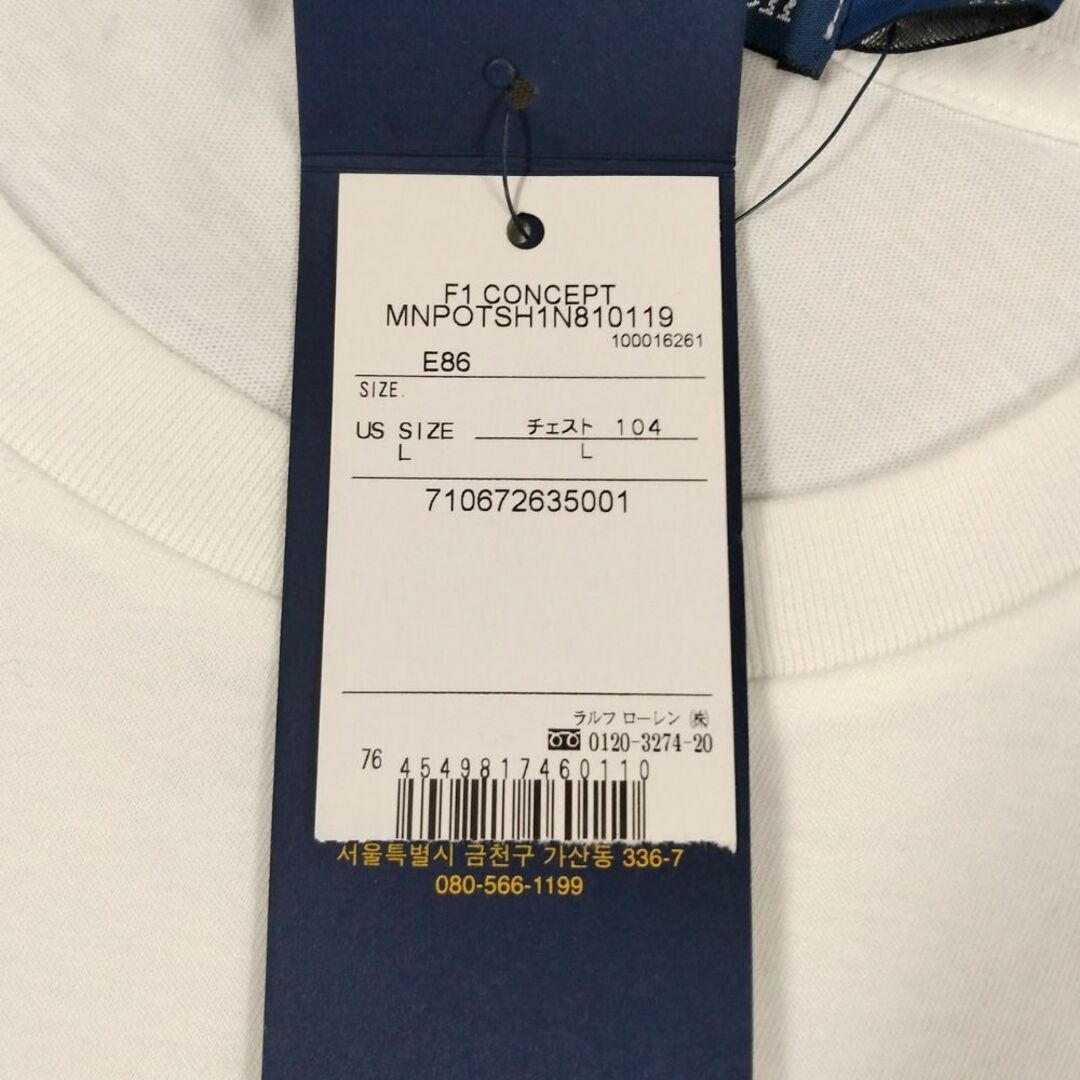 F1 CONCEPT
MNPOTSH1N810119
100016261
E86
SIZE.
US SIZE チェスト 104
L L
710672635001
ラルフ ローレン ㈱
0120-3274-20
76 4549817460110
서울특별시 금천구 가산동 336-7
080-566-1199